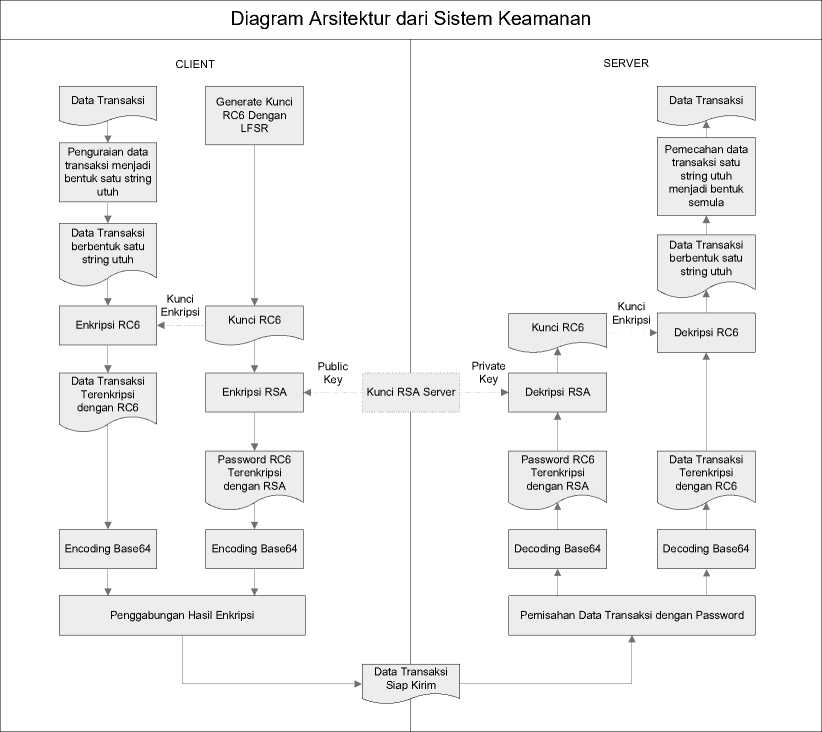 Diagram Arsitektur dari Sistem Keamanan
CLIENT
Data Transaksi
Penguraian data
transaksi menjadi
bentuk satu string
utuh
Data Transaksi
berbentuk satu
string utuh
Enkripsi RC6
Data Transaksi
Terenkripsi
dengan RC6
Encoding Base64
Generate Kunci
RC6 Dengan
LFSR
Kunci
Enkripsi
Kunci RC6
Enkripsi RSA
Password RC6
Terenkripsi
dengan RSA
Encoding Base64
Penggabungan Hasil Enkripsi
Public
Key
Kunci RSA Server
Private
Key
Data Transaksi
Siap Kirim
SERVER
Data Transaksi
Pemecahan data
transaksi satu
string utuh
menjadi bentuk
semula
Data Transaksi
berbentuk satu
string utuh
Kunci
Enkripsi
Dekripsi RC6
Kunci RC6
Dekripsi RSA
Password RC6
Terenkripsi
dengan RSA
Data Transaksi
Terenkripsi
dengan RC6
Decoding Base64
Decoding Base64
Pemisahan Data Transaksi dengan Password